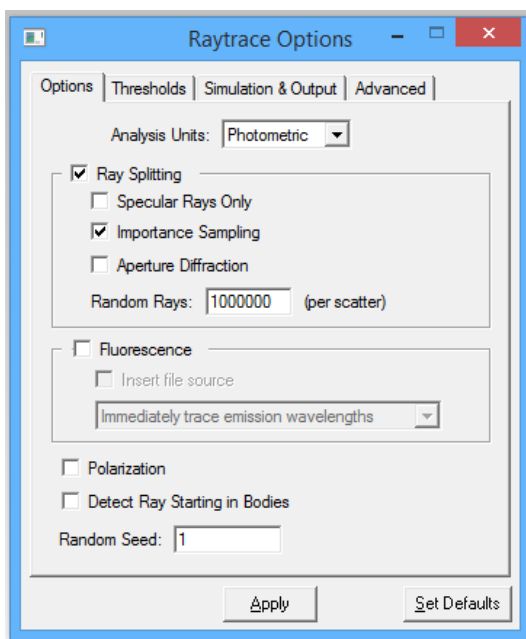 Raytrace Options
Options Thresholds Simulation & Output Advanced
Analysis Units: Photometric
Ray Splitting
Specular Rays Only
Importance Sampling
Aperture Diffraction
Random Rays: 1000000 (per scatter)
Fluorescence
Insert file source
Immediately trace emission wavelengths
Polarization
Detect Ray Starting in Bodies
Random Seed: 1
Apply Set Defaults